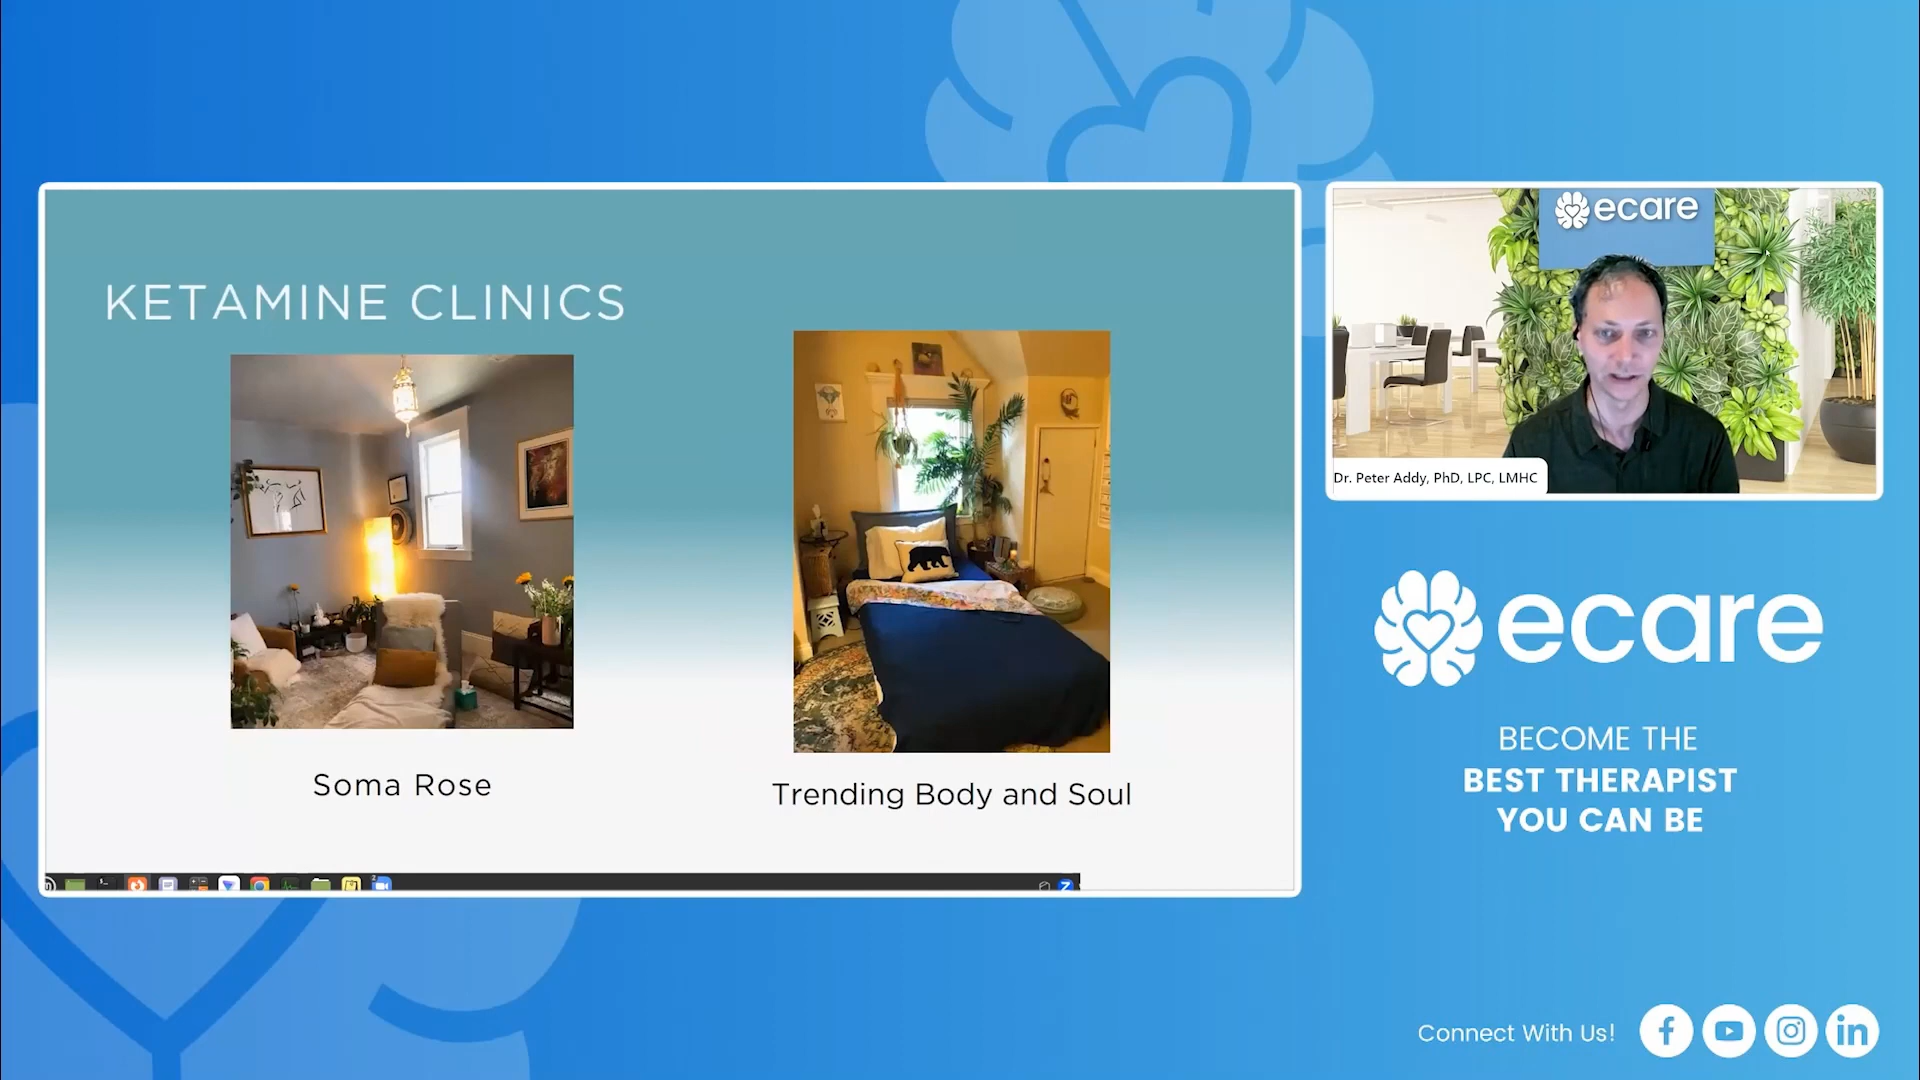 KETAMINE CLINICS
Soma Rose
Trending Body and Soul
ecare
Dr. Peter Addy, PhD, LPC, LMHC
ecare
BECOME THE
BEST THERAPIST
YOU CAN BE
Connect With Us!